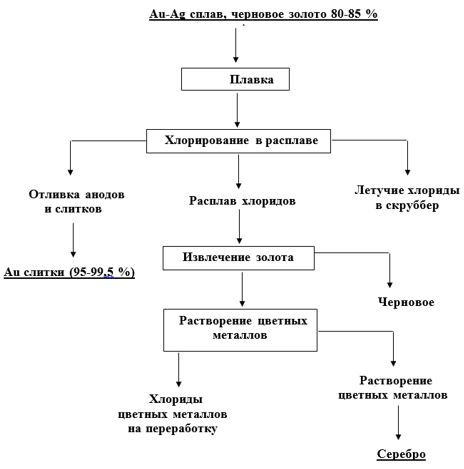 Au-Ag сплав, черновое золото 80-85 %
Плавка
Хлорирование в расплаве
Отливка анодов
и слитков
Расплав хлоридов
Летучие хлориды
в скруббер
Au слитки (95-99,5 %)
Извлечение золота
Черновое
Растворение цветных
металлов
Хлориды
цветных металлов
на переработку
Растворение
цветных металлов
Серебро